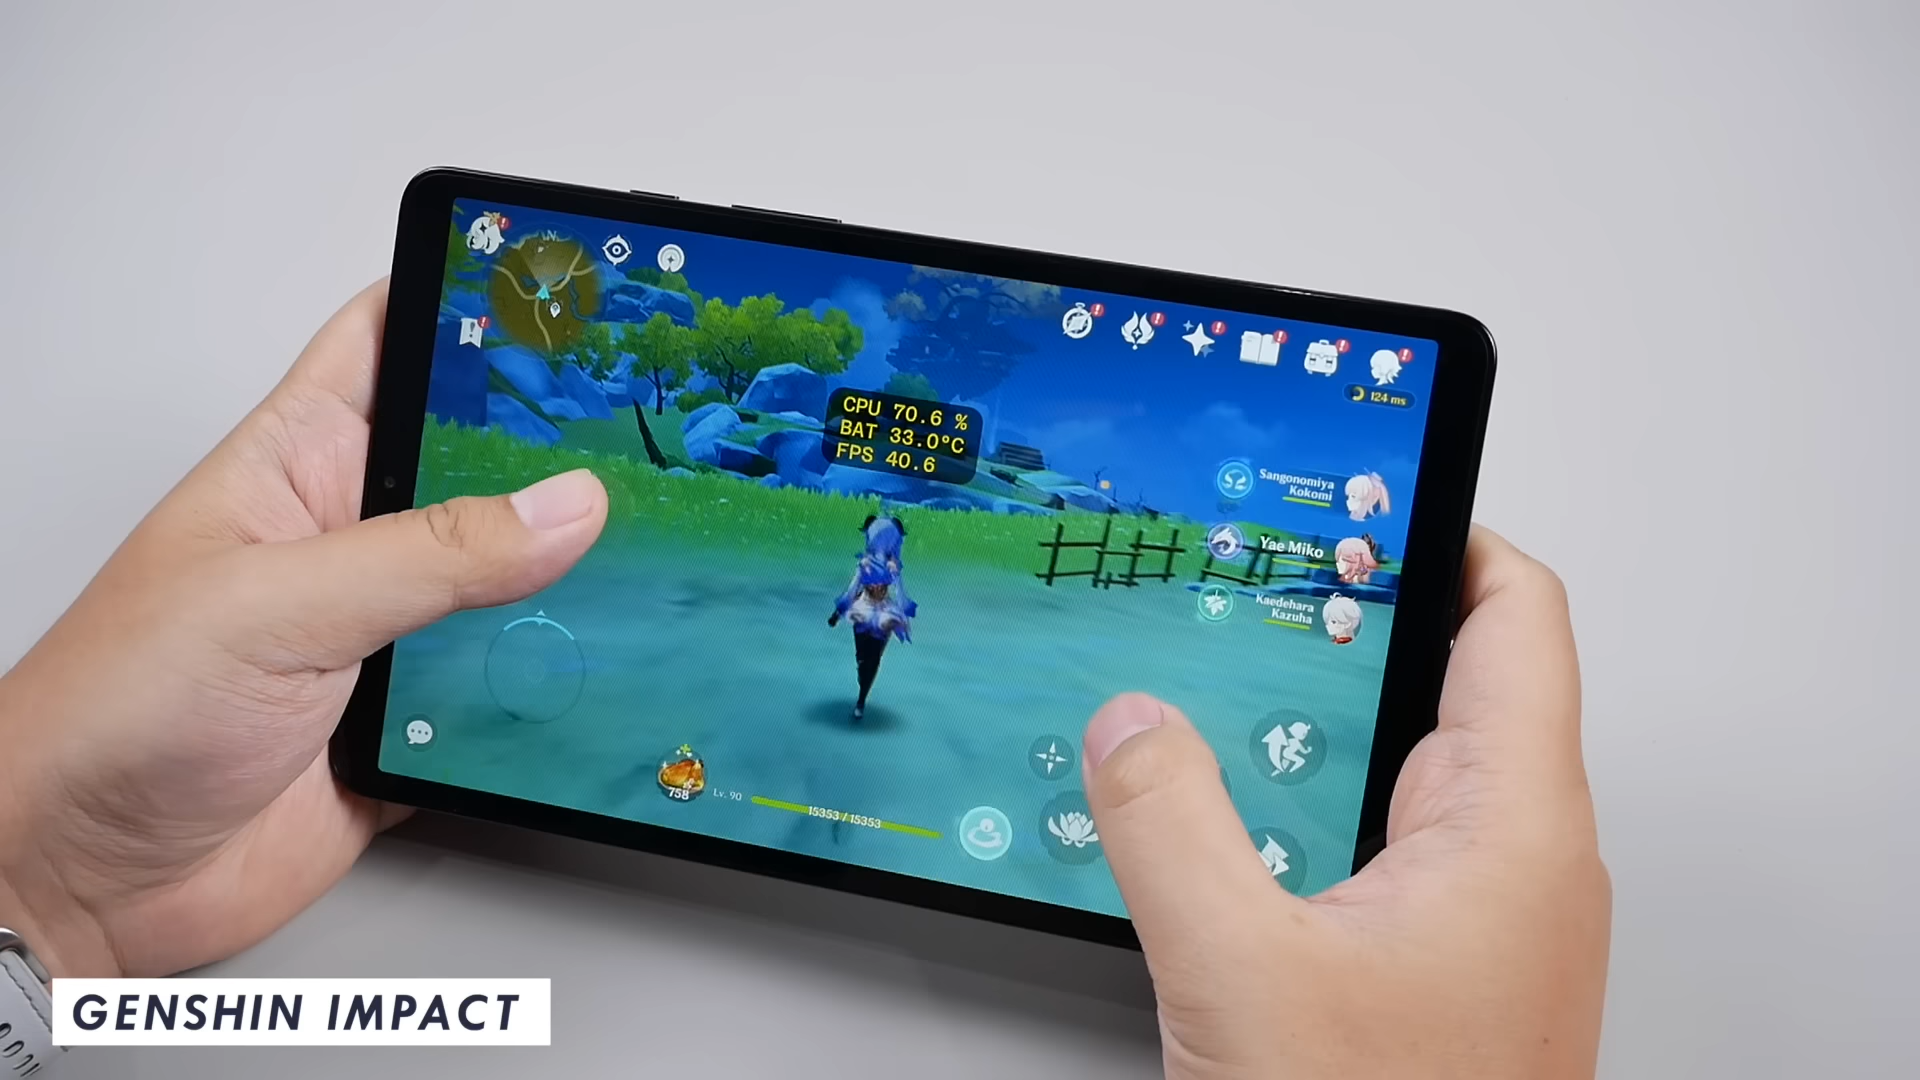 N
124 ms
CPU 70.6 %
BAT 33.0°C
FPS 40.6
Sangonomiya
Kokomi
Yae Miko
Kaedehara
Kazuha
758
Lv. 90
15353 / 15353
GENSHIN IMPACT